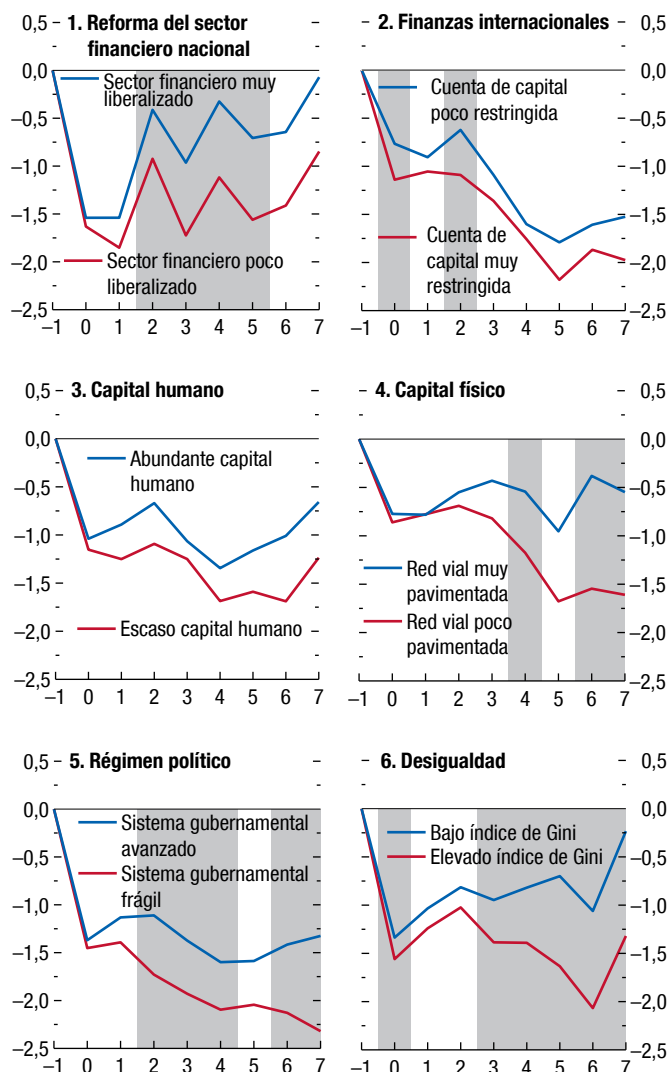 1. Reforma del sector
financiero nacional
0,5
0,0
–0,5
–1,0
–1,5
–2,0
–2,5
Sector financiero muy
liberalizado
Sector financiero poco
liberalizado
–1 0 1 2 3 4 5 6 7
2. Finanzas internacionales
0,5
0,0
–0,5
–1,0
–1,5
–2,0
–2,5
Cuenta de capital
poco restringida
Cuenta de
capital muy
restringida
–1 0 1 2 3 4 5 6 7
3. Capital humano
0,5
0,0
–0,5
–1,0
–1,5
–2,0
–2,5
Abundante capital
humano
Escaso capital humano
–1 0 1 2 3 4 5 6 7
4. Capital físico
0,5
0,0
–0,5
–1,0
–1,5
–2,0
–2,5
Red vial muy
pavimentada
Red vial poco
pavimentada
–1 0 1 2 3 4 5 6 7
5. Régimen político
0,5
0,0
–0,5
–1,0
–1,5
–2,0
–2,5
Sistema gubernamental
avanzado
Sistema gubernamental
frágil
–1 0 1 2 3 4 5 6 7
6. Desigualdad
0,5
0,0
–0,5
–1,0
–1,5
–2,0
–2,5
Bajo índice de Gini
Elevado índice de Gini
–1 0 1 2 3 4 5 6 7